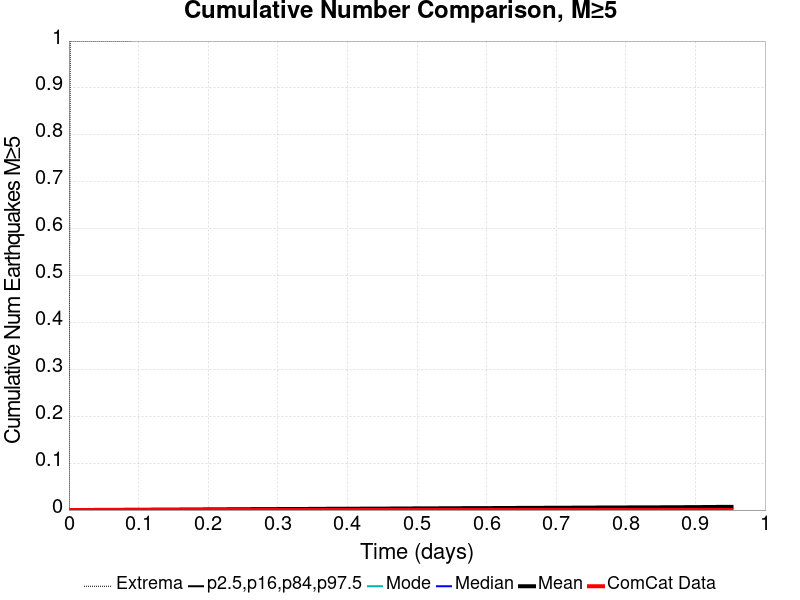 Cumulative Number Comparison, M≥5
Cumulative Num Earthquakes M≥5
1
0.9
0.8
0.7
0.6
0.5
0.4
0.3
0.2
0.1
0
0 0.1 0.2 0.3 0.4 0.5 0.6 0.7 0.8 0.9 1
Time (days)
Extrema p2.5,p16,p84,p97.5 Mode Median Mean ComCat Data